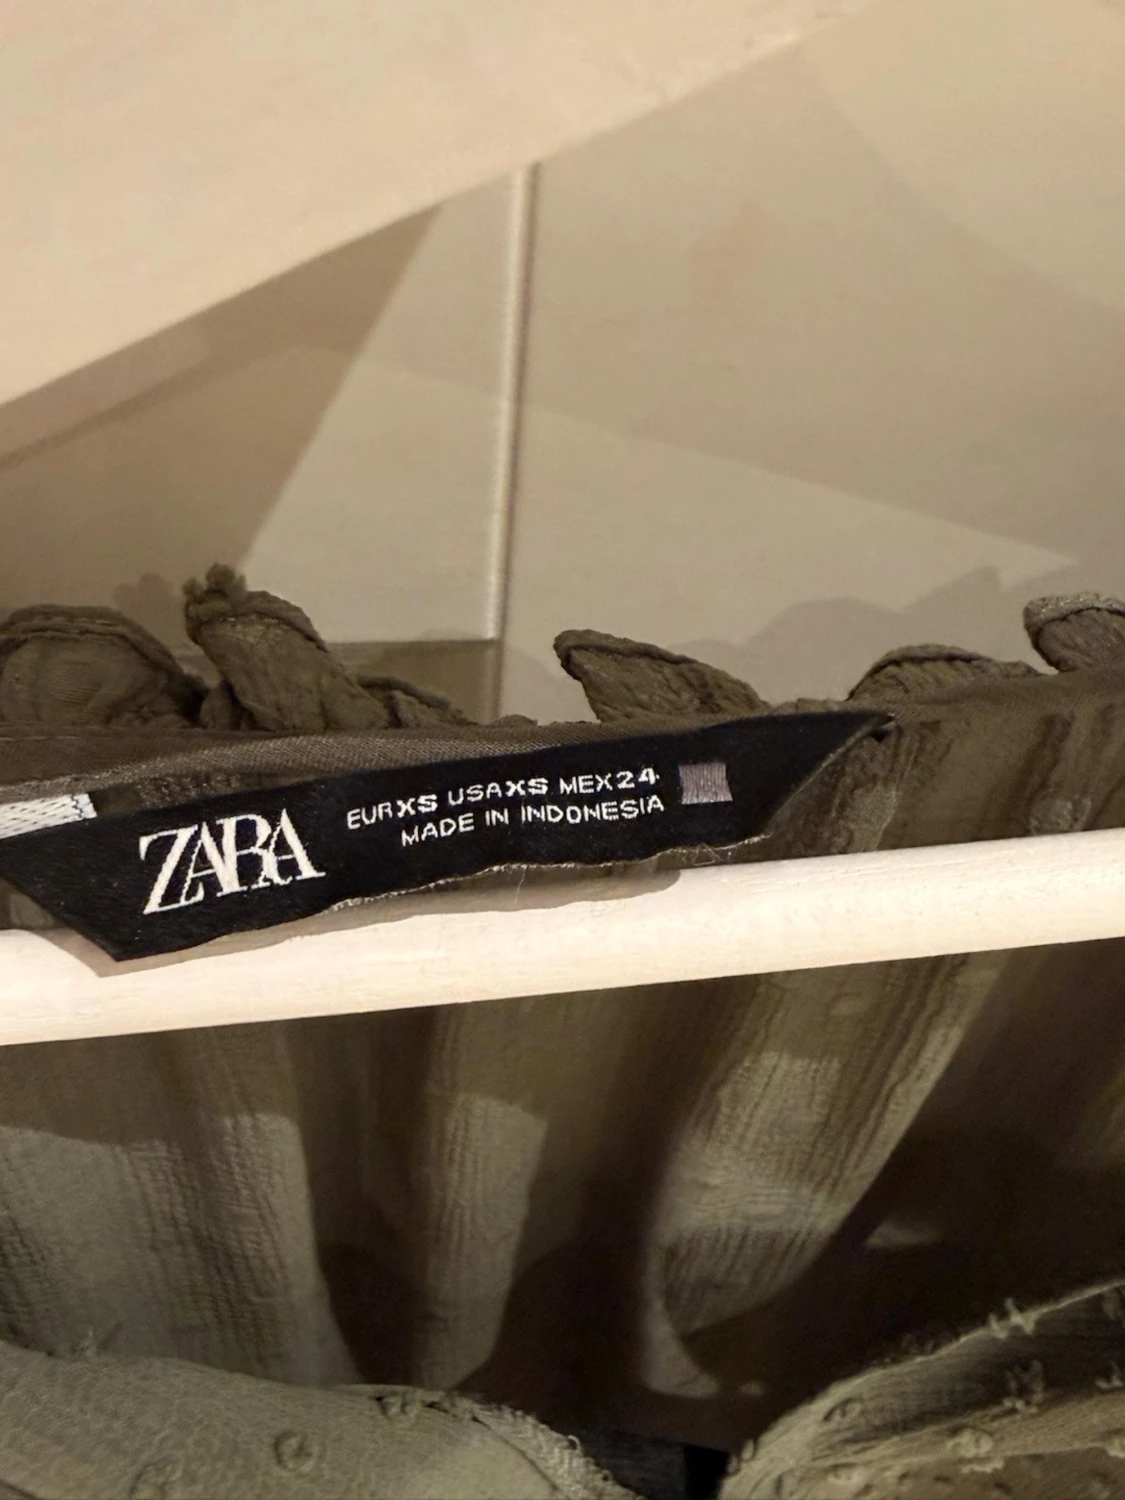 ZARA
EUR XS USA XS MEX 24
MADE IN INDONESIA